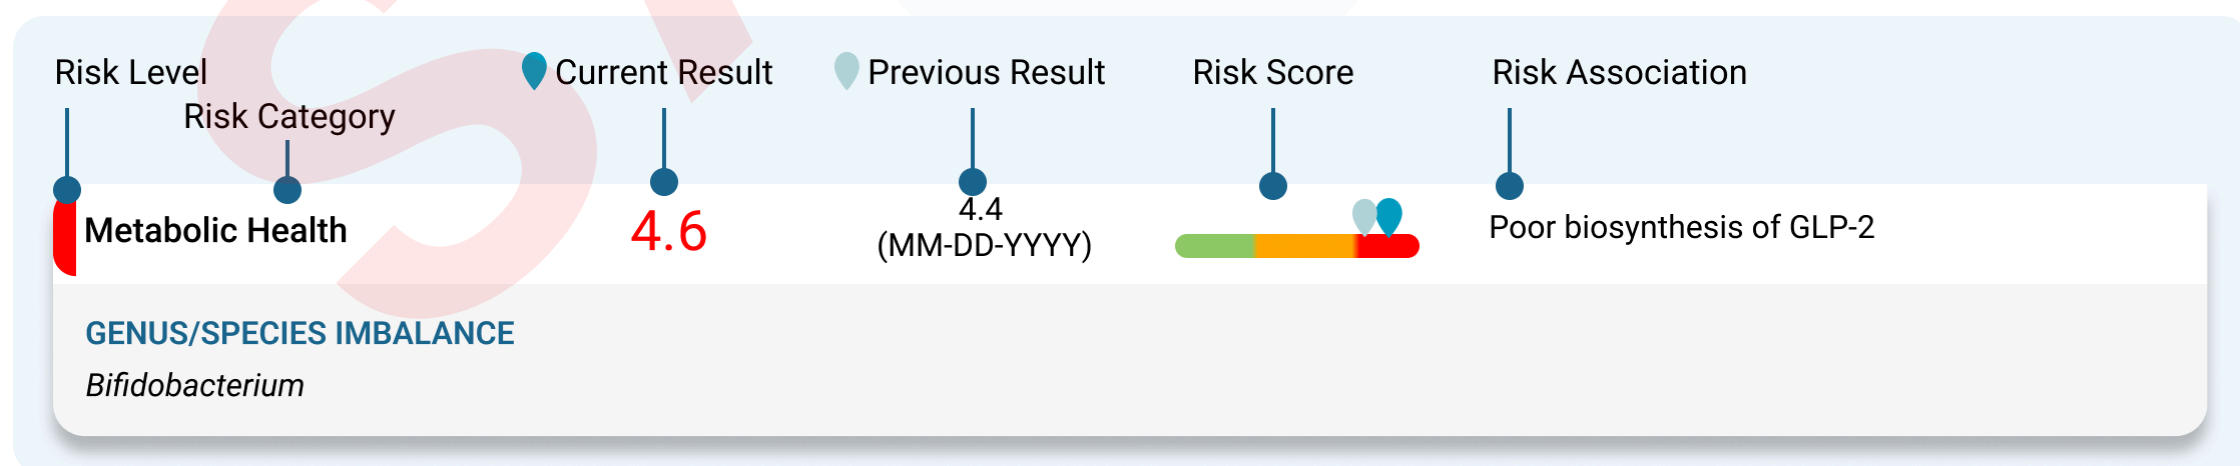 Risk Level
Risk Category
Current Result
Previous Result
Risk Score
Risk Association
Metabolic Health
4.6
4.4
(MM-DD-YYYY)
Poor biosynthesis of GLP-2
GENUS/SPECIES IMBALANCE
Bifidobacterium